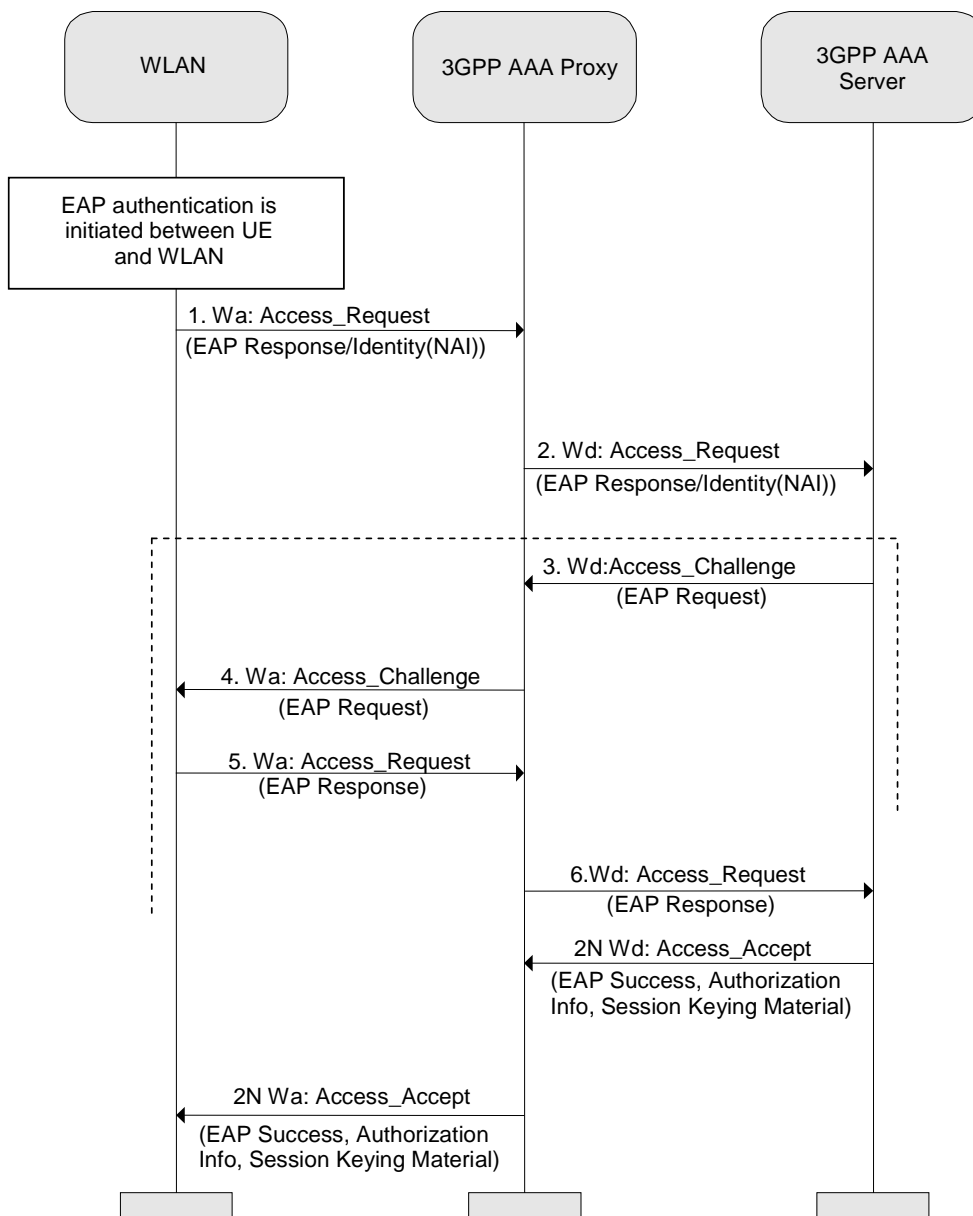 WLAN
3GPP AAA Proxy
3GPP AAA
Server
EAP authentication is
initiated between UE
and WLAN
1. Wa: Access_Request
(EAP Response/Identity(NAI))
2. Wd: Access_Request
(EAP Response/Identity(NAI))
3. Wd:Access_Challenge
(EAP Request)
4. Wa: Access_Challenge
(EAP Request)
5. Wa: Access_Request
(EAP Response)
6.Wd: Access_Request
(EAP Response)
2N Wd: Access_Accept
(EAP Success, Authorization
Info, Session Keying Material)
2N Wa: Access_Accept
(EAP Success, Authorization
Info, Session Keying Material)